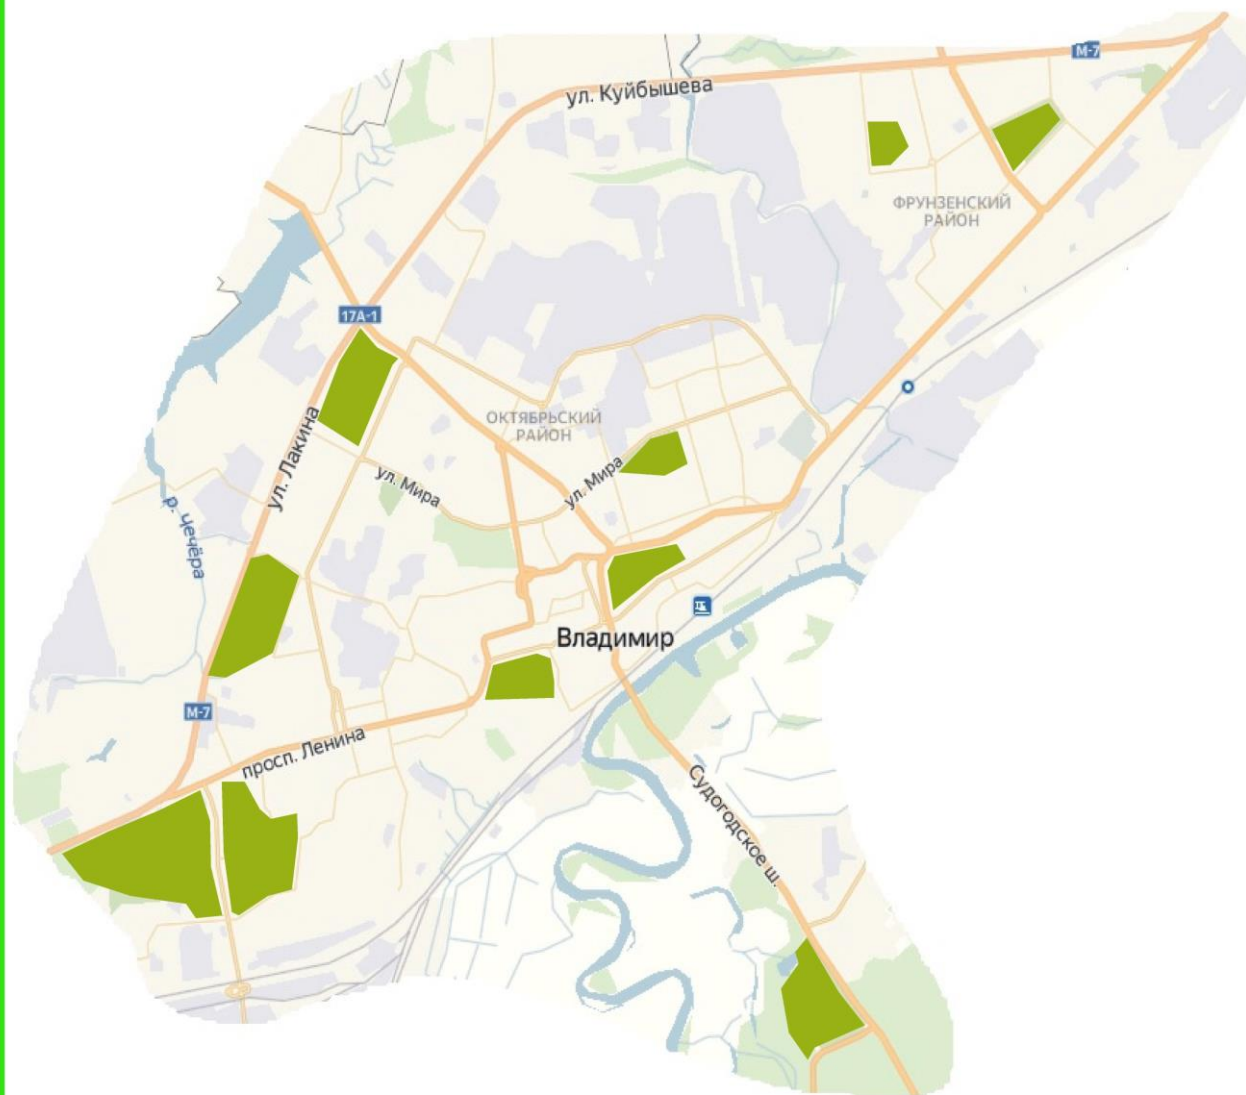 М-7
ул. Куйбышева
ФРУНЗЕНСКИЙ
РАЙОН
17А-1
ОКТЯБРЬСКИЙ
РАЙОН
ул. Лакина
ул. Мира
ул. Мира
р. Чечёра
Владимир
М-7
просп. Ленина
Судогодское ш.